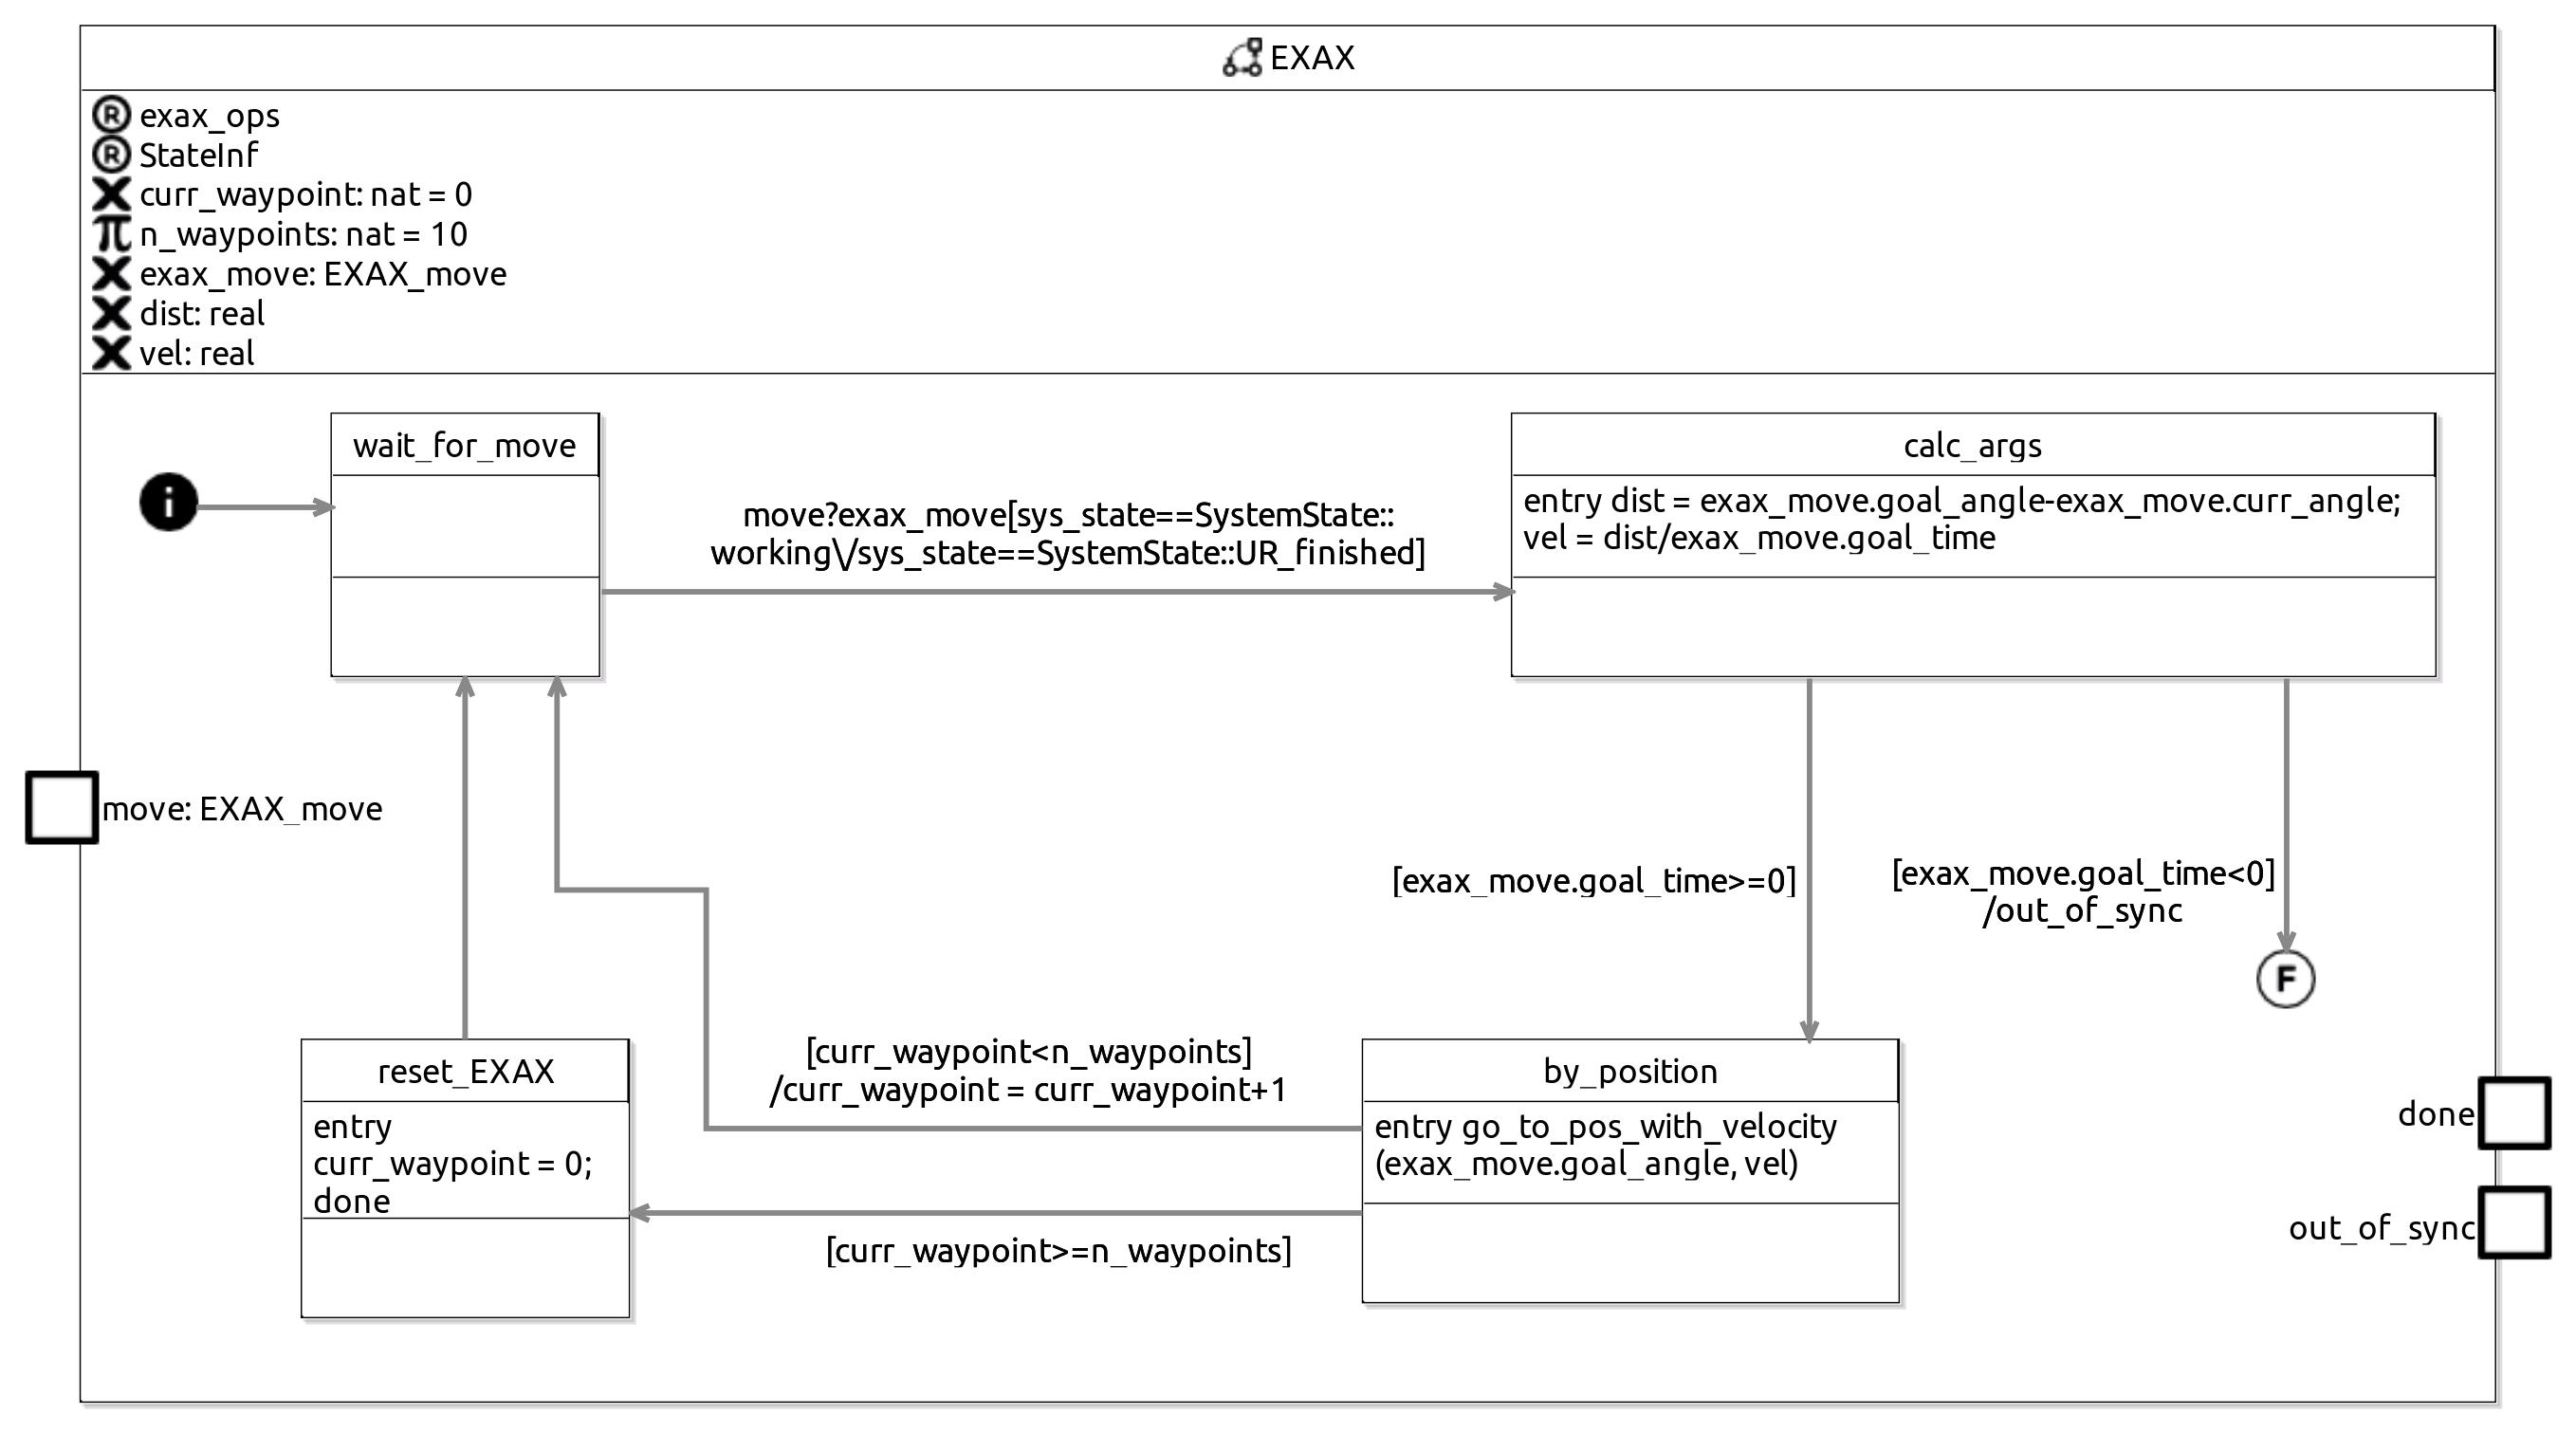 EXAX
exax_ops
StateInf
curr_waypoint: nat = 0
n_waypoints: nat = 10
exax_move: EXAX_move
dist: real
vel: real
wait_for_move
calc_args
entry dist = exax_move.goal_angle-exax_move.curr_angle;
vel = dist/exax_move.goal_time
i
move?exax_move[sys_state==SystemState::
working\/sys_state==SystemState::UR_finished]
move: EXAX_move
[exax_move.goal_time>=0]
[exax_move.goal_time<0]
/out_of_sync
F
[curr_waypoint<n_waypoints]
/curr_waypoint = curr_waypoint+1
reset_EXAX
entry
curr_waypoint = 0;
done
by_position
entry go_to_pos_with_velocity
(exax_move.goal_angle, vel)
[curr_waypoint>=n_waypoints]
done
out_of_sync